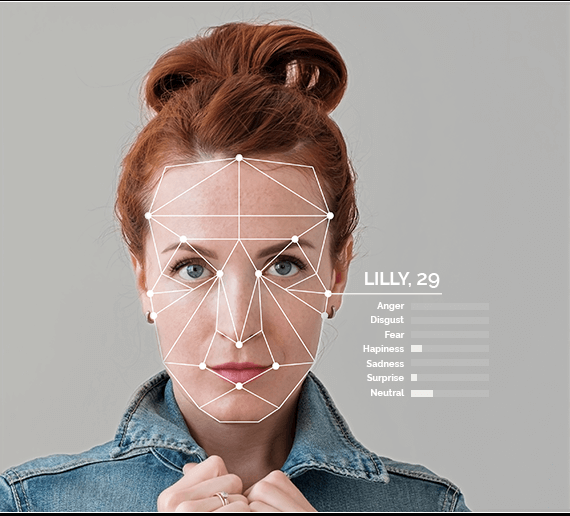 LILLY, 29
Anger
Disgust
Fear
Hapiness
Sadness
Surprise
Neutral